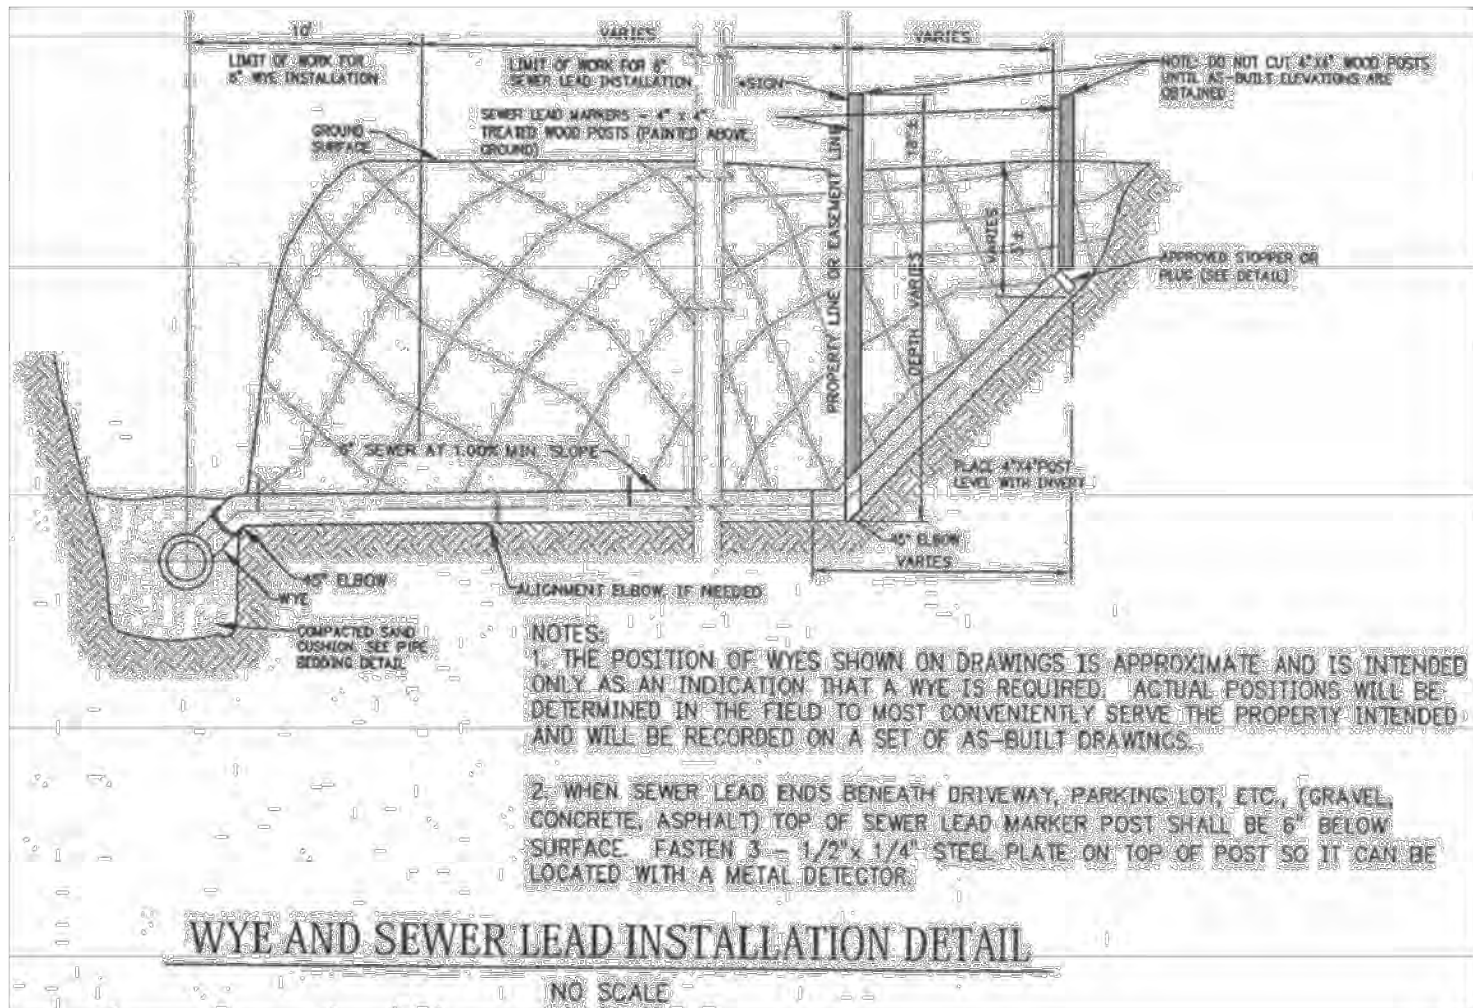 10'
VARIES
VARIES
LIMIT OF WORK FOR
6" WYE INSTALLATION
LIMIT OF WORK FOR 6"
SEWER LEAD INSTALLATION
SIGN
NOTE: DO NOT CUT 4"X4" WOOD POSTS
UNTIL AS-BUILT ELEVATIONS ARE
OBTAINED
SEWER LEAD MARKERS - 4" x 4"
TREATED WOOD POSTS (PAINTED ABOVE
GROUND)
GROUND
SURFACE
PROPERTY LINE OR EASEMENT LINE
DEPTH VARIES
VARIES
APPROVED STOPPER OR
PLUG (SEE DETAIL)
6" SEWER AT 1.00% MIN. SLOPE
PLACE 4"X4" POST
LEVEL WITH INVERT
45° ELBOW
VARIES
45° ELBOW
WYE
ALIGNMENT ELBOW, IF NEEDED
COMPACTED SAND
CUSHION, SEE PIPE
BEDDING DETAIL
NOTES:
1. THE POSITION OF WYES SHOWN ON DRAWINGS IS APPROXIMATE AND IS INTENDED
ONLY AS AN INDICATION THAT A WYE IS REQUIRED. ACTUAL POSITIONS WILL BE
DETERMINED IN THE FIELD TO MOST CONVENIENTLY SERVE THE PROPERTY INTENDED
AND WILL BE RECORDED ON A SET OF AS-BUILT DRAWINGS.
2. WHEN SEWER LEAD ENDS BENEATH DRIVEWAY, PARKING LOT, ETC., (GRAVEL,
CONCRETE, ASPHALT) TOP OF SEWER LEAD MARKER POST SHALL BE 6" BELOW
SURFACE. FASTEN 3 - 1/2"x 1/4" STEEL PLATE ON TOP OF POST SO IT CAN BE
LOCATED WITH A METAL DETECTOR.
WYE AND SEWER LEAD INSTALLATION DETAIL
NO SCALE